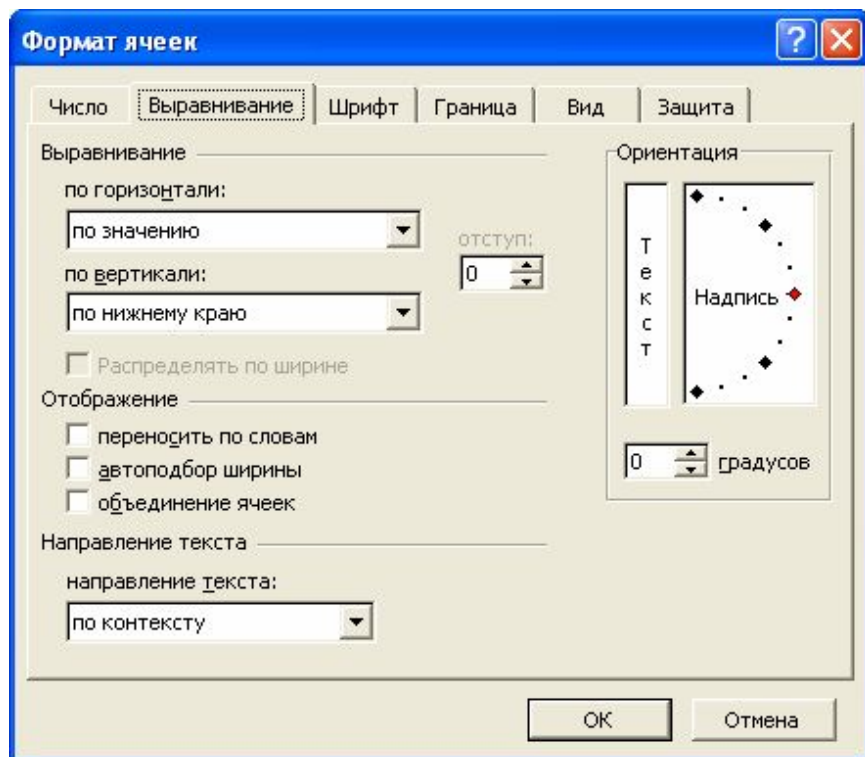 Формат ячеек
?
Число Выравнивание Шрифт Граница Вид Защита
Выравнивание
по горизонтали:
по значению
отступ:
0
по вертикали:
по нижнему краю
Распределять по ширине
Отображение
переносить по словам
автоподбор ширины
объединение ячеек
Направление текста
направление текста:
по контексту
Ориентация
Текст
Надпись
0 градусов
ОК Отмена